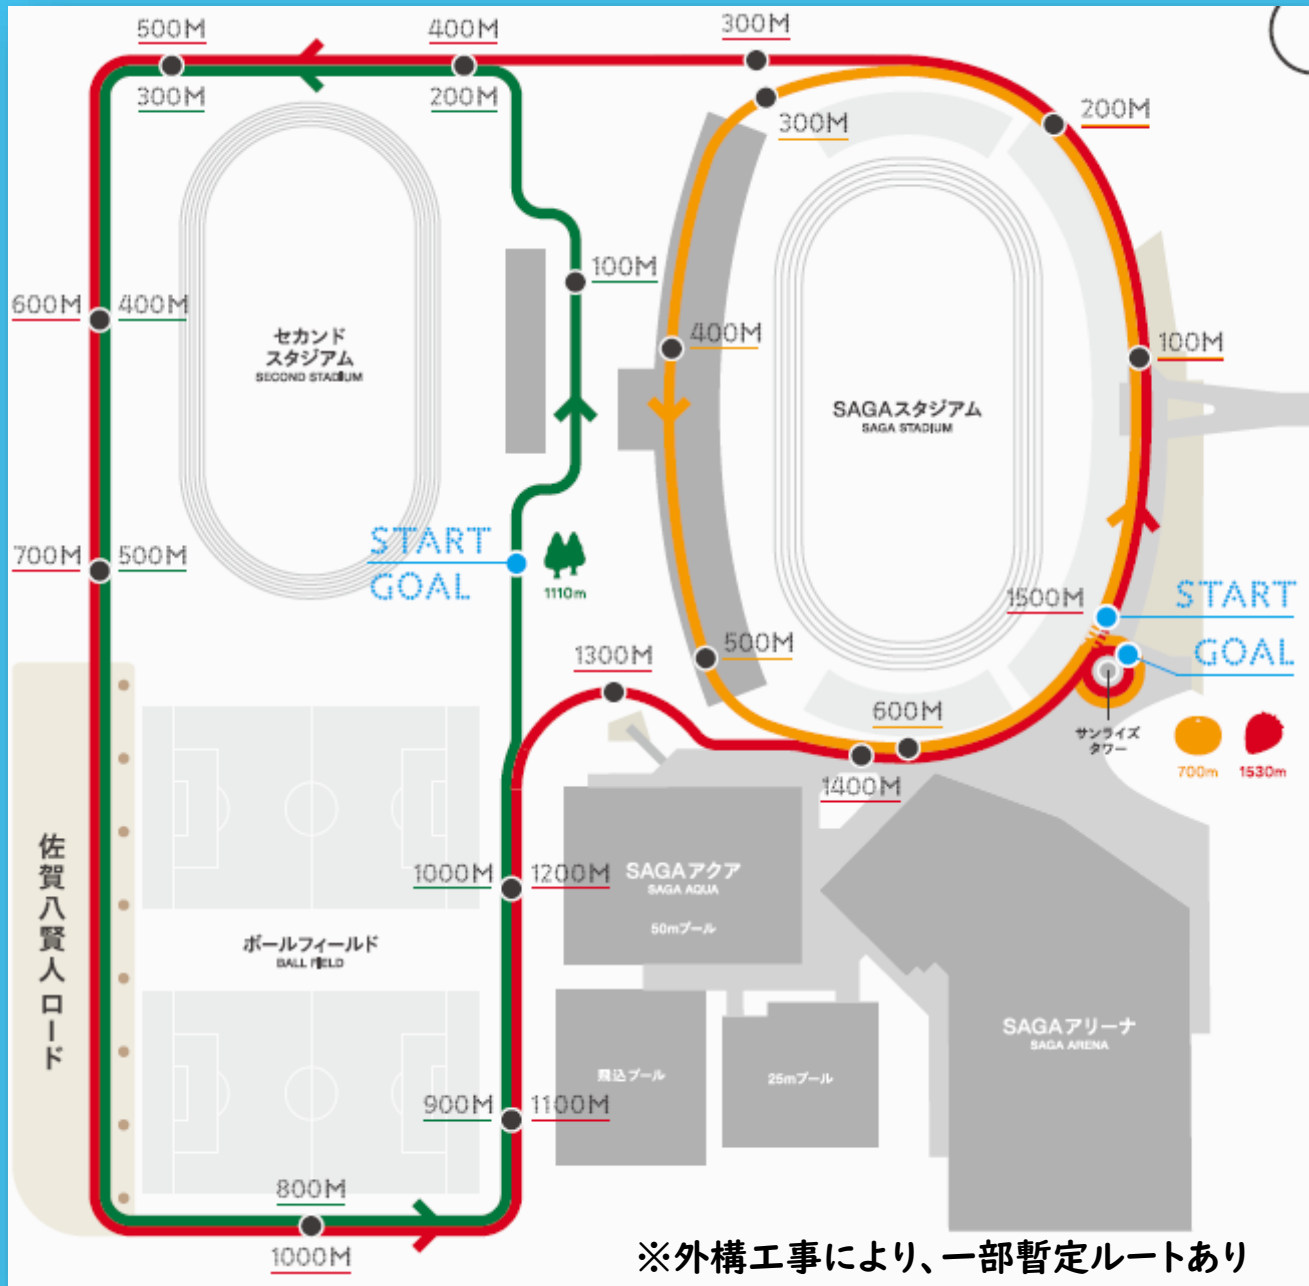 500M
400M
300M
300M
200M
200M
300M
100M
600M
400M
400M
100M
セカンド
スタジアム
SECOND STADIUM
SAGAスタジアム
SAGA STADIUM
700M
500M
START
GOAL
1110m
1500M
START
GOAL
1300M
500M
600M
サンライズ
タワー
700m
1530m
1400M
佐賀八賢人ロード
1000M
1200M
SAGAアクア
SAGA AQUA
50mプール
ボールフィールド
BALL FIELD
SAGAアリーナ
SAGA ARENA
飛込プール
25mプール
900M
1100M
800M
1000M
※外構工事により、一部暫定ルートあり